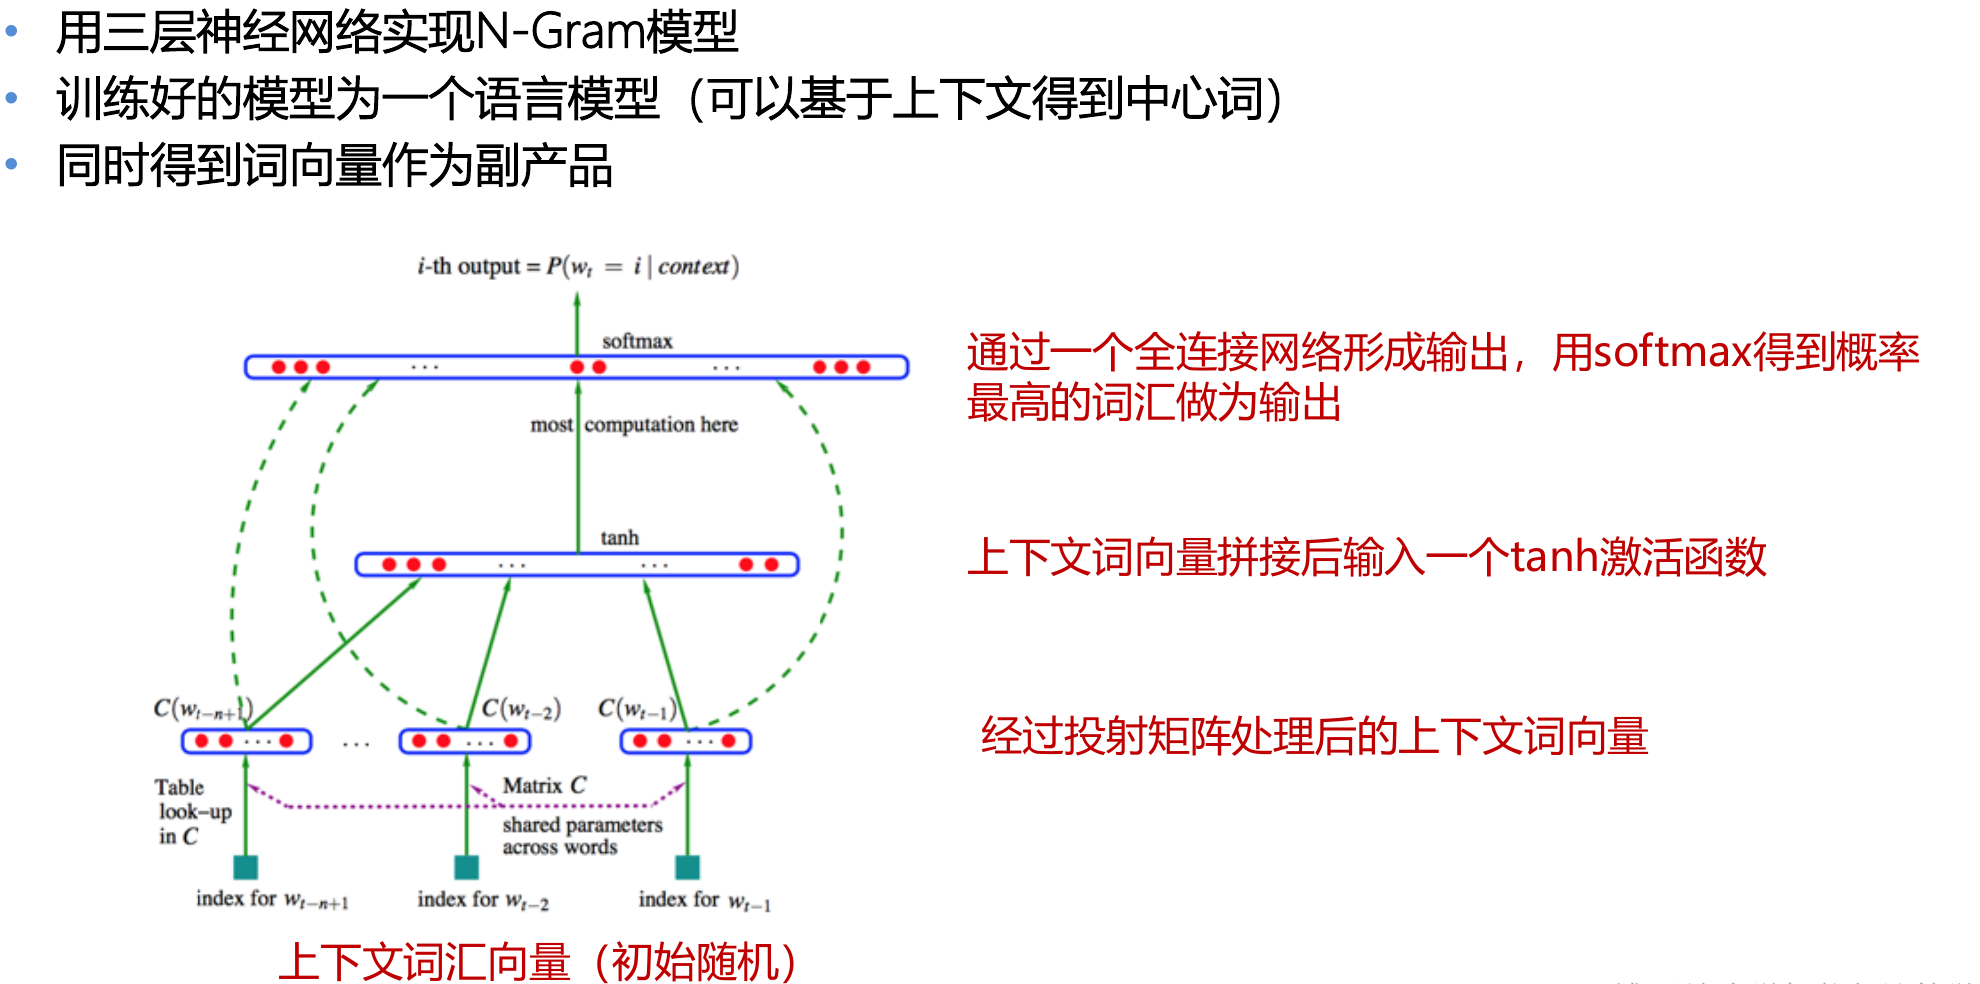 用三层神经网络实现N-Gram模型
训练好的模型为一个语言模型（可以基于上下文得到中心词）
同时得到词向量作为副产品
i-th output = P(w_t = i | context)
softmax
通过一个全连接网络形成输出，用softmax得到概率
最高的词汇做为输出
most computation here
tanh
上下文词向量拼接后输入一个tanh激活函数
C(w_{t-n+1})
C(w_{t-2})
C(w_{t-1})
经过投射矩阵处理后的上下文词向量
Table
look-up
in C
Matrix C
shared parameters
across words
index for w_{t-n+1}
index for w_{t-2}
index for w_{t-1}
上下文词汇向量（初始随机）